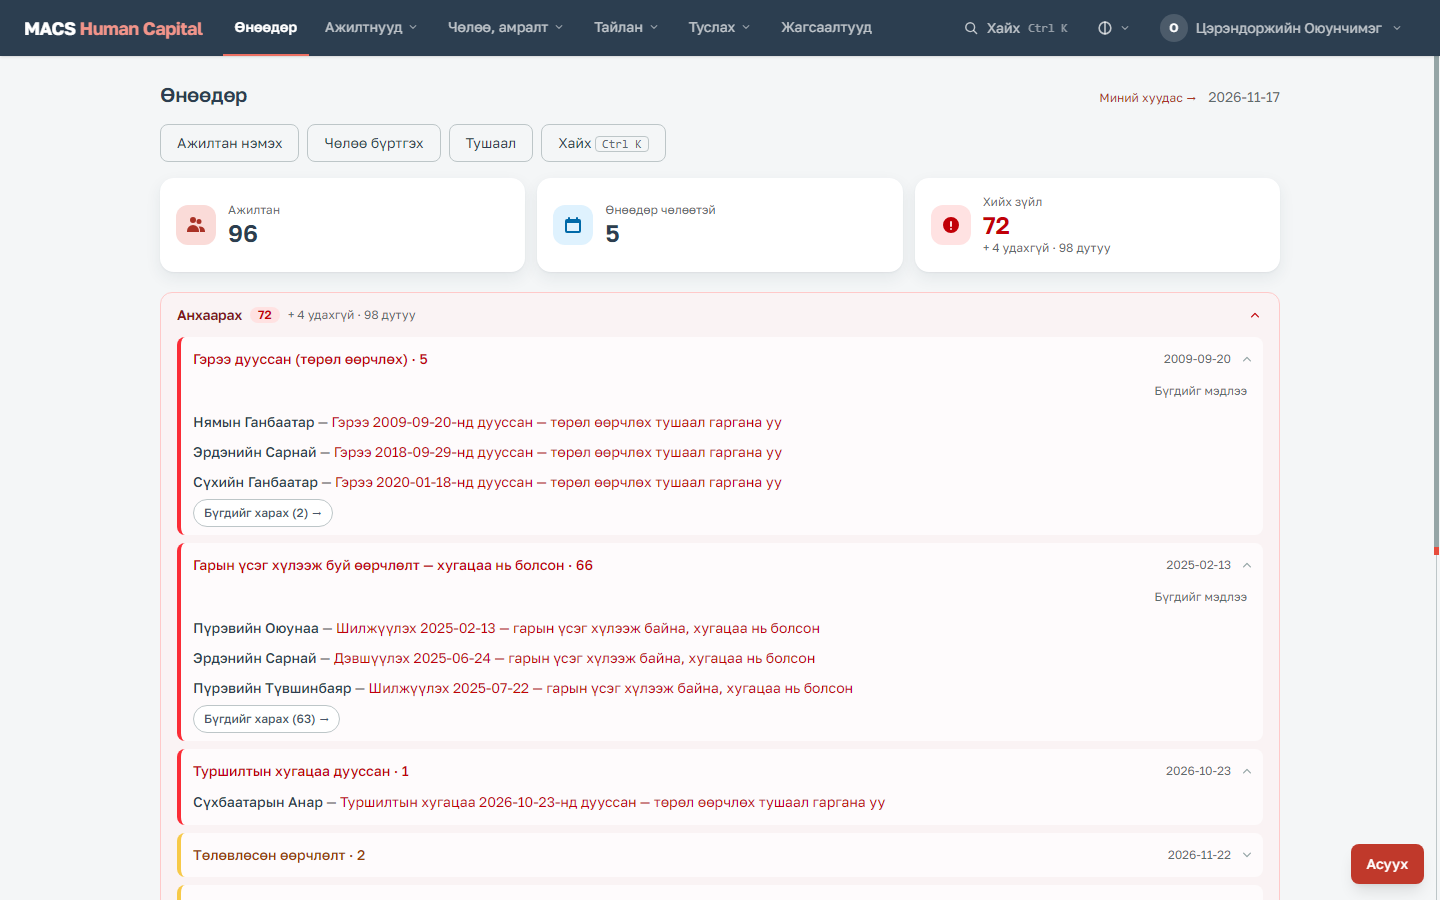 MACS Human Capital
Өнөөдөр
Ажилтнууд
Чөлөө, амралт
Тайлан
Туслах
Жагсаалтууд
Хайх Ctrl K
О Цэрэндоржийн Оюунчимэг
Өнөөдөр
Миний хуудас → 2026-11-17
Ажилтан нэмэх
Чөлөө бүртгэх
Тушаал
Хайх Ctrl K
Ажилтан
96
Өнөөдөр чөлөөтэй
5
Хийх зүйл
72
+ 4 удахгүй · 98 дутуу
Анхаарах 72 + 4 удахгүй · 98 дутуу
Гэрээ дууссан (төрөл өөрчлөх) · 5 2009-09-20
Бүгдийг мэдлээ
Нямын Ганбаатар — Гэрээ 2009-09-20-нд дууссан — төрөл өөрчлөх тушаал гаргана уу
Эрдэнийн Сарнай — Гэрээ 2018-09-29-нд дууссан — төрөл өөрчлөх тушаал гаргана уу
Сүхийн Ганбаатар — Гэрээ 2020-01-18-нд дууссан — төрөл өөрчлөх тушаал гаргана уу
Бүгдийг харах (2) →
Гарын үсэг хүлээж буй өөрчлөлт — хугацаа нь болсон · 66 2025-02-13
Бүгдийг мэдлээ
Пүрэвийн Оюунаа — Шилжүүлэх 2025-02-13 — гарын үсэг хүлээж байна, хугацаа нь болсон
Эрдэнийн Сарнай — Дэвшүүлэх 2025-06-24 — гарын үсэг хүлээж байна, хугацаа нь болсон
Пүрэвийн Түвшинбаяр — Шилжүүлэх 2025-07-22 — гарын үсэг хүлээж байна, хугацаа нь болсон
Бүгдийг харах (63) →
Туршилтын хугацаа дууссан · 1 2026-10-23
Сүхбаатарын Анар — Туршилтын хугацаа 2026-10-23-нд дууссан — төрөл өөрчлөх тушаал гаргана уу
Төлөвлөсөн өөрчлөлт · 2 2026-11-22
Асуух